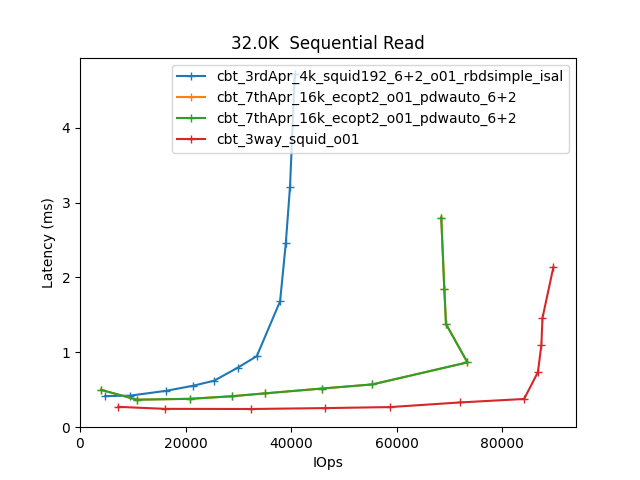 32.0K  Sequential Read
cbt_3rdApr_4k_squid192_6+2_o01_rbdsimple_isal
cbt_7thApr_16k_ecopt2_o01_pdwauto_6+2
cbt_7thApr_16k_ecopt2_o01_pdwauto_6+2
cbt_3way_squid_o01
Latency (ms)
4
3
2
1
0
0 20000 40000 60000 80000
IOps